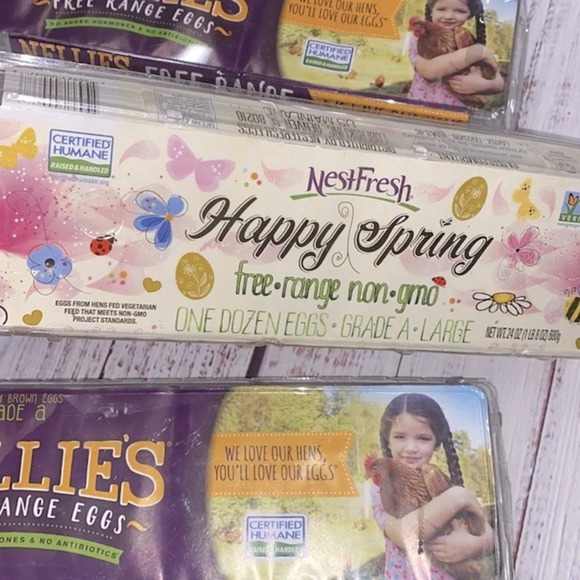 FREE RANGE EGGS
NO ADDED HORMONES & NO ANTIBIOTICS
WE LOVE OUR HENS,
YOU'LL LOVE OUR EGGS
CERTIFIED
HUMANE
RAISED & HANDLED
NELLIE'S FREE RANGE
CERTIFIED
HUMANE
RAISED & HANDLED
NestFresh
Happy Spring
free•range non•gmo
EGGS FROM HENS FED VEGETARIAN
FEED THAT MEETS NON-GMO
PROJECT STANDARDS.
ONE DOZEN EGGS • GRADE A • LARGE
NET WT. 24 OZ (1 LB 8 OZ) 680g
BROWN EGGS
ADE A
LLIE'S
ANGE EGGS
ONES & NO ANTIBIOTICS
WE LOVE OUR HENS,
YOU'LL LOVE OUR EGGS
CERTIFIED
HUMANE
RAISED & HANDLED